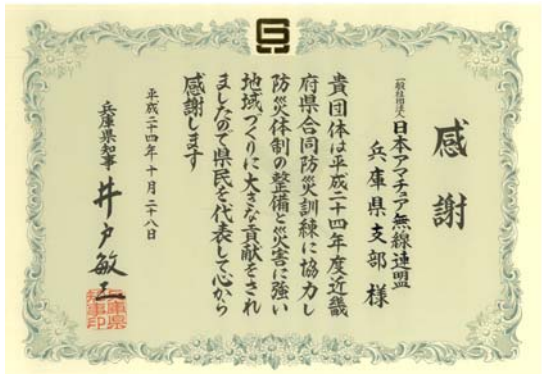 感謝
一般社団法人日本アマチュア無線連盟
兵庫県支部 様
貴団体は平成二十四年度近畿
府県合同防災訓練に協力し
防災体制の整備と災害に強い
地域づくりに大きな貢献をされ
ましたので県民を代表して心から
感謝します
平成二十四年十月二十八日
兵庫県知事 井戸敏三
兵庫県
知事印